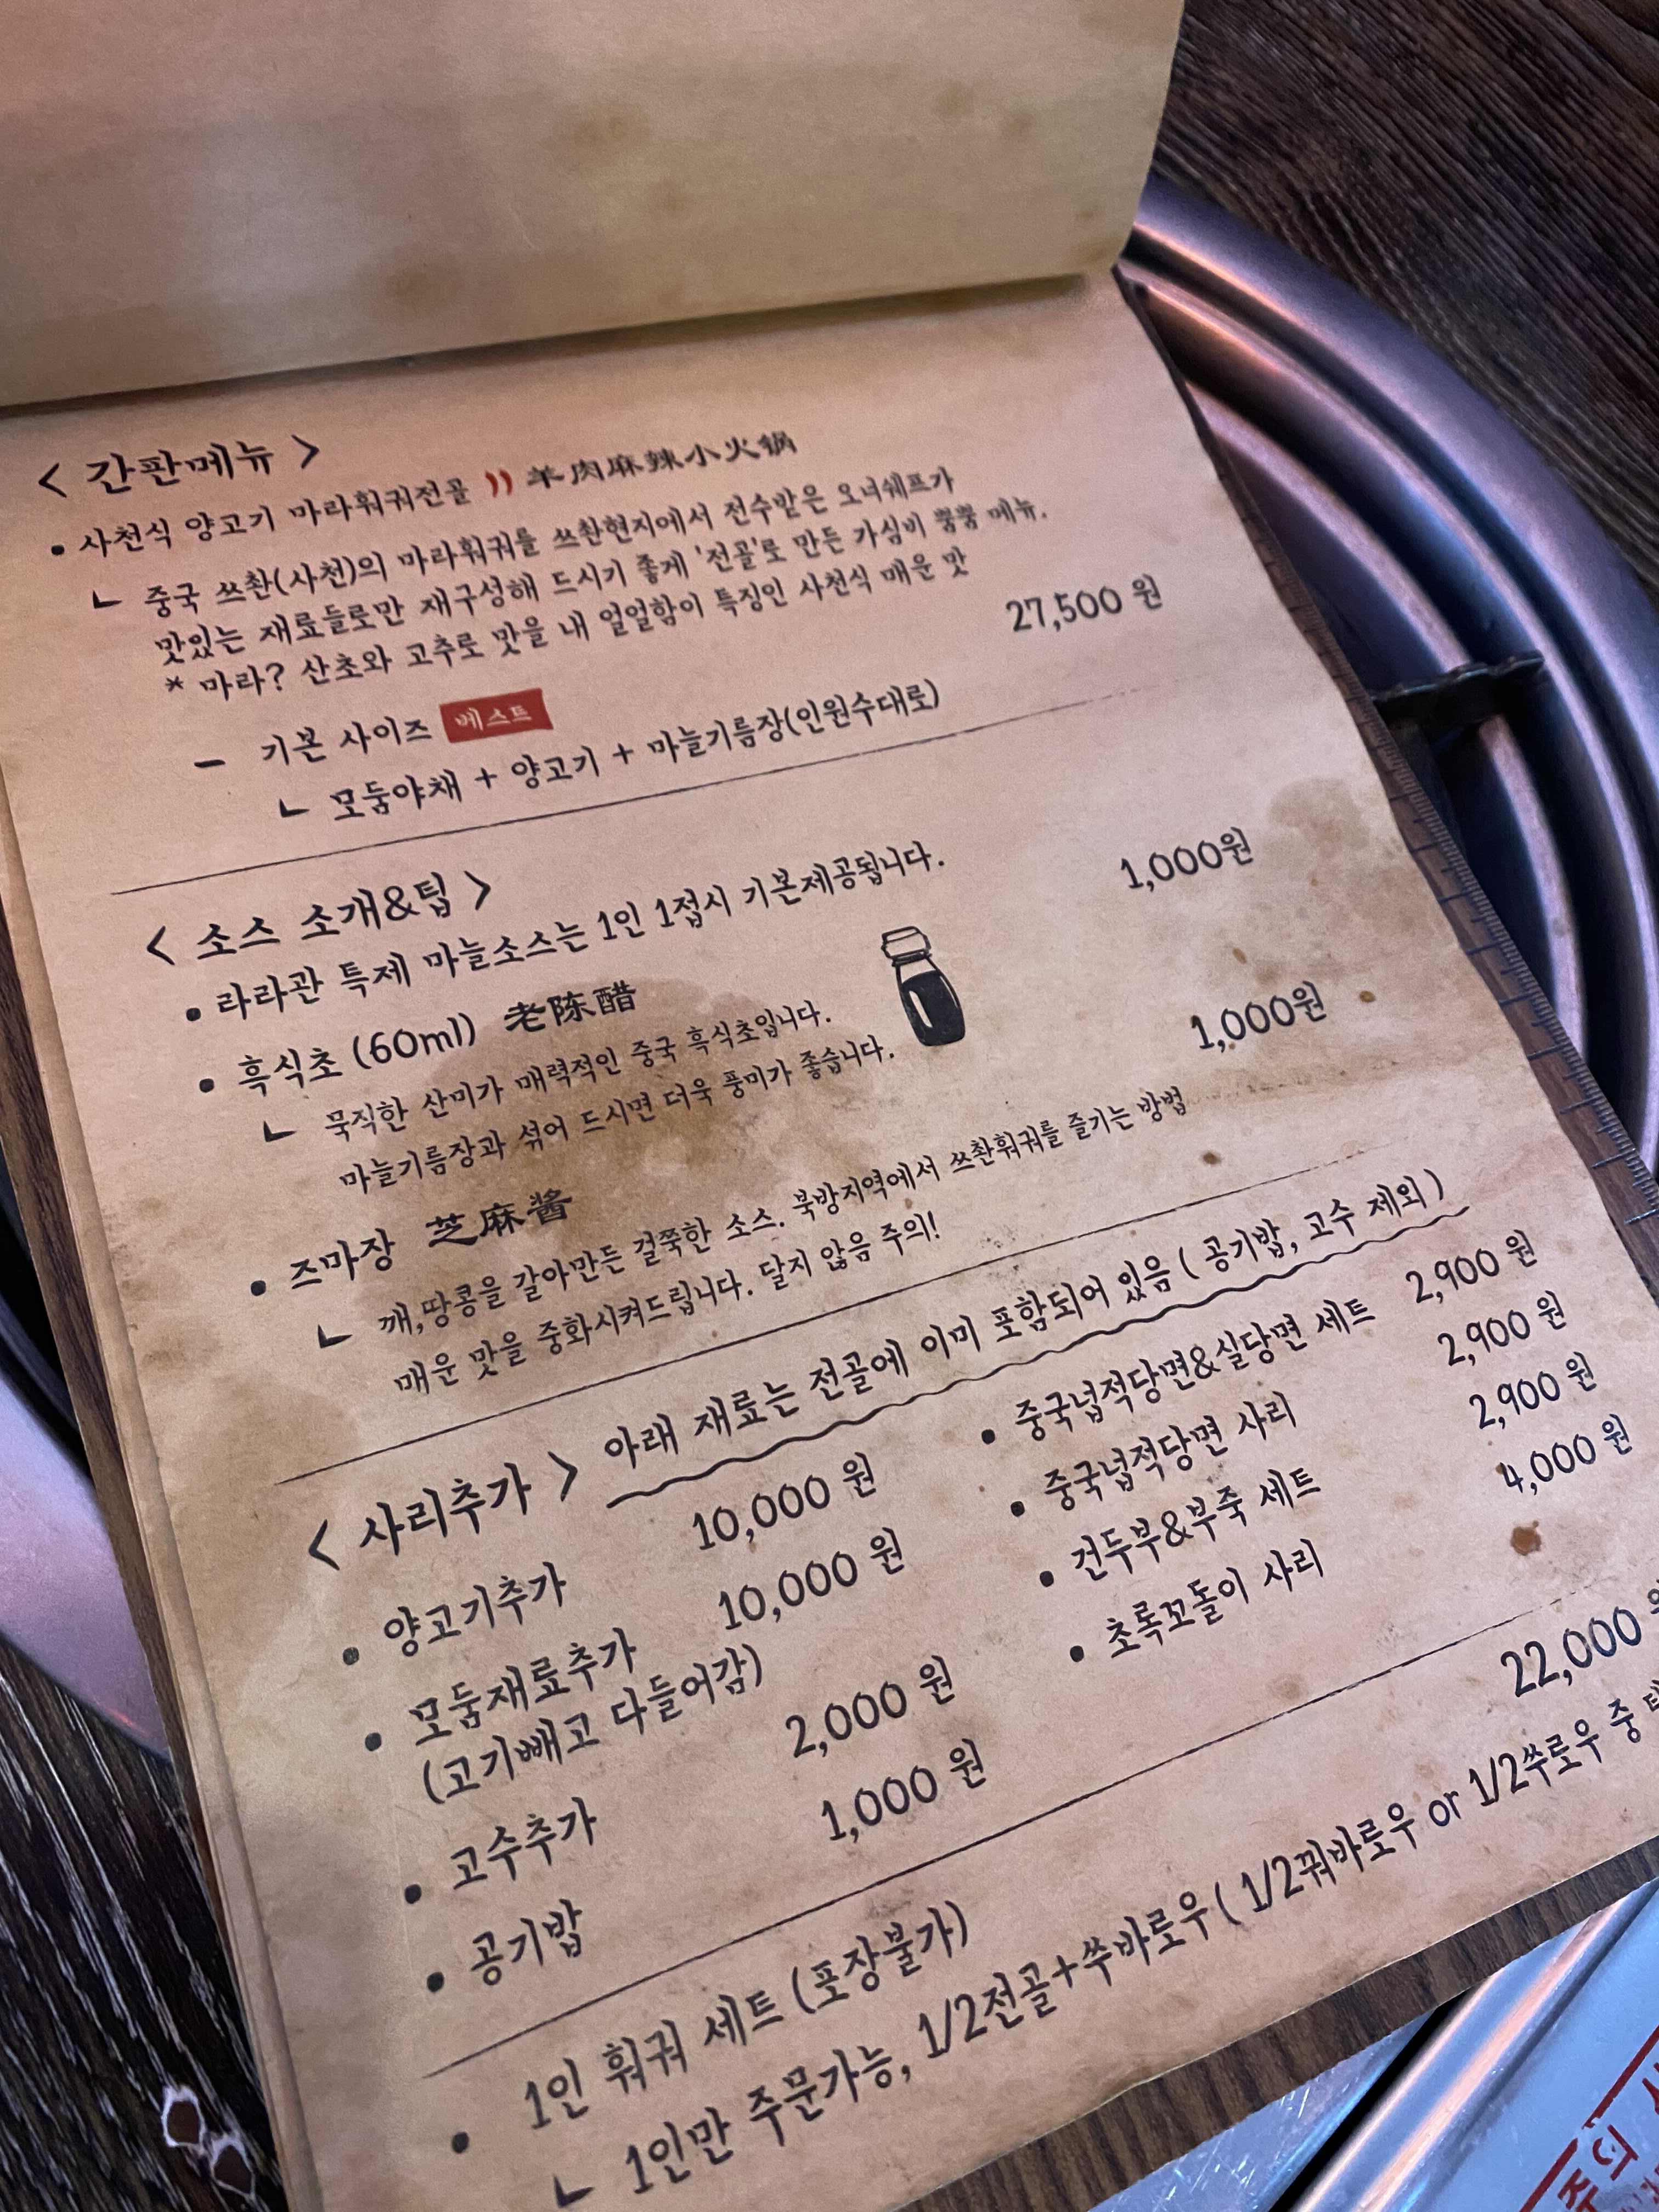 < 간판메뉴 >
• 사천식 양고기 마라훠궈전골 羊肉麻辣小火锅
ㄴ 중국 쓰촨(사천)의 마라훠궈를 쓰촨현지에서 전수받은 오너쉐프가
맛있는 재료들로만 재구성해 드시기 좋게 '전골'로 만든 가심비 뿜뿜 메뉴.
* 마라? 산초와 고추로 맛을 내 얼얼함이 특징인 사천식 매운 맛
- 기본 사이즈 베스트 27,500 원
ㄴ 모둠야채 + 양고기 + 마늘기름장(인원수대로)
< 소스 소개&팁 >
• 라라관 특제 마늘소스는 1인 1접시 기본제공됩니다.
• 흑식초 (60ml) 老陈醋 1,000원
ㄴ 묵직한 산미가 매력적인 중국 흑식초입니다.
마늘기름장과 섞어 드시면 더욱 풍미가 좋습니다.
• 즈마장 芝麻醬 1,000원
ㄴ 깨,땅콩을 갈아만든 걸쭉한 소스. 북방지역에서 쓰촨훠궈를 즐기는 방법
매운 맛을 중화시켜드립니다. 달지 않음 주의!
< 사리추가 > 아래 재료는 전골에 이미 포함되어 있음 ( 공기밥, 고수 제외 )
• 양고기추가 10,000 원
• 모둠재료추가 10,000 원
(고기빼고 다들어감)
• 고수추가 2,000 원
• 공기밥 1,000 원
• 중국넙적당면&실당면 세트 2,900 원
• 중국넙적당면 사리 2,900 원
• 건두부&부죽 세트 2,900 원
• 초록꼬돌이 사리 4,000 원
• 1인 훠궈 세트 (포장불가) 22,000 원
ㄴ 1인만 주문가능, 1/2전골+쑤바로우 ( 1/2꿔바로우 or 1/2쑤로우 중
주의